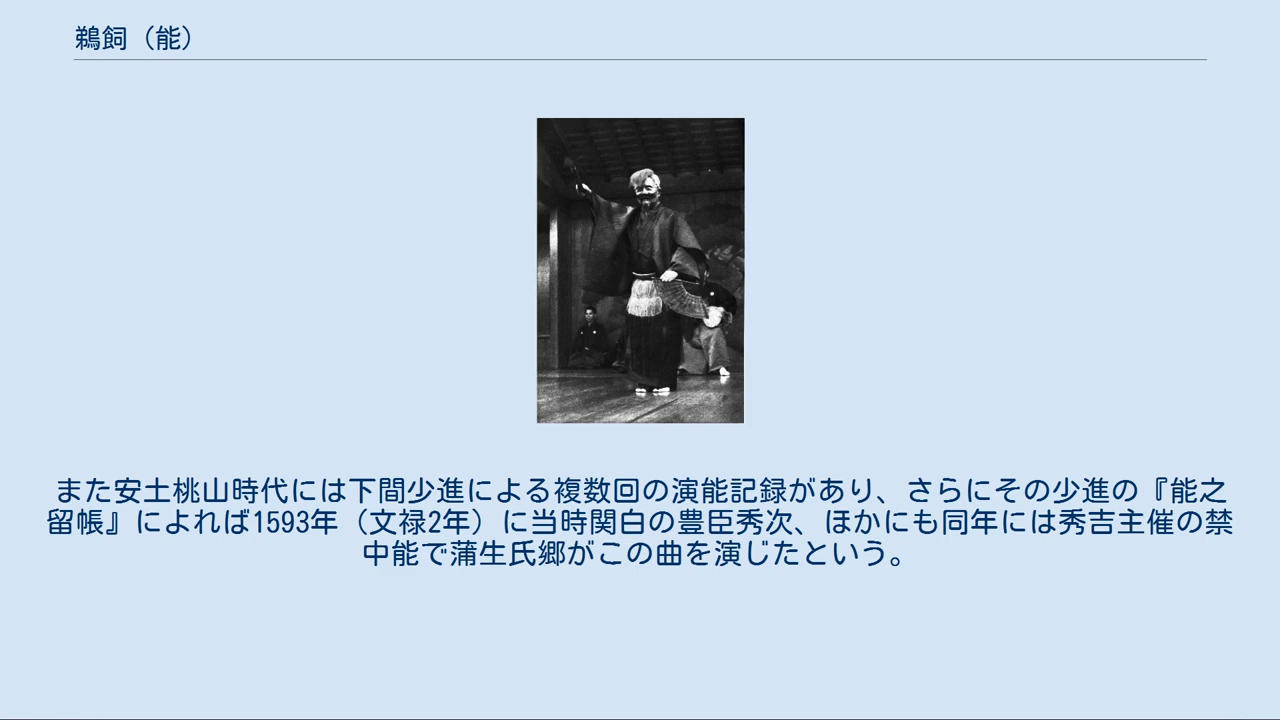 鵜飼（能）
また安土桃山時代には下間少進による複数回の演能記録があり、さらにその少進の『能之
留帳』によれば1593年（文禄2年）に当時関白の豊臣秀次、ほかにも同年には秀吉主催の禁
中能で蒲生氏郷がこの曲を演じたという。